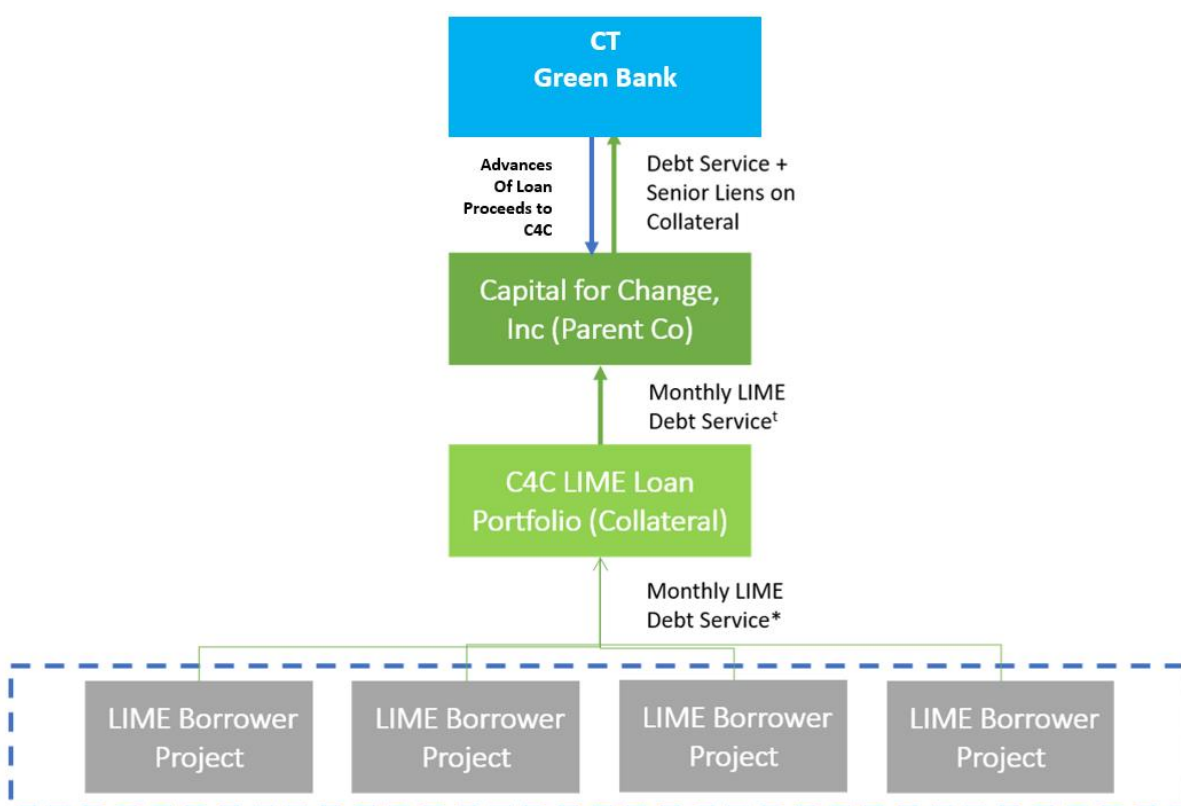 CT
Green Bank
Advances
Of Loan
Proceeds to
C4C
Debt Service +
Senior Liens on
Collateral
Capital for Change,
Inc (Parent Co)
Monthly LIME
Debt Serviceᵗ
C4C LIME Loan
Portfolio (Collateral)
Monthly LIME
Debt Service*
LIME Borrower
Project
LIME Borrower
Project
LIME Borrower
Project
LIME Borrower
Project